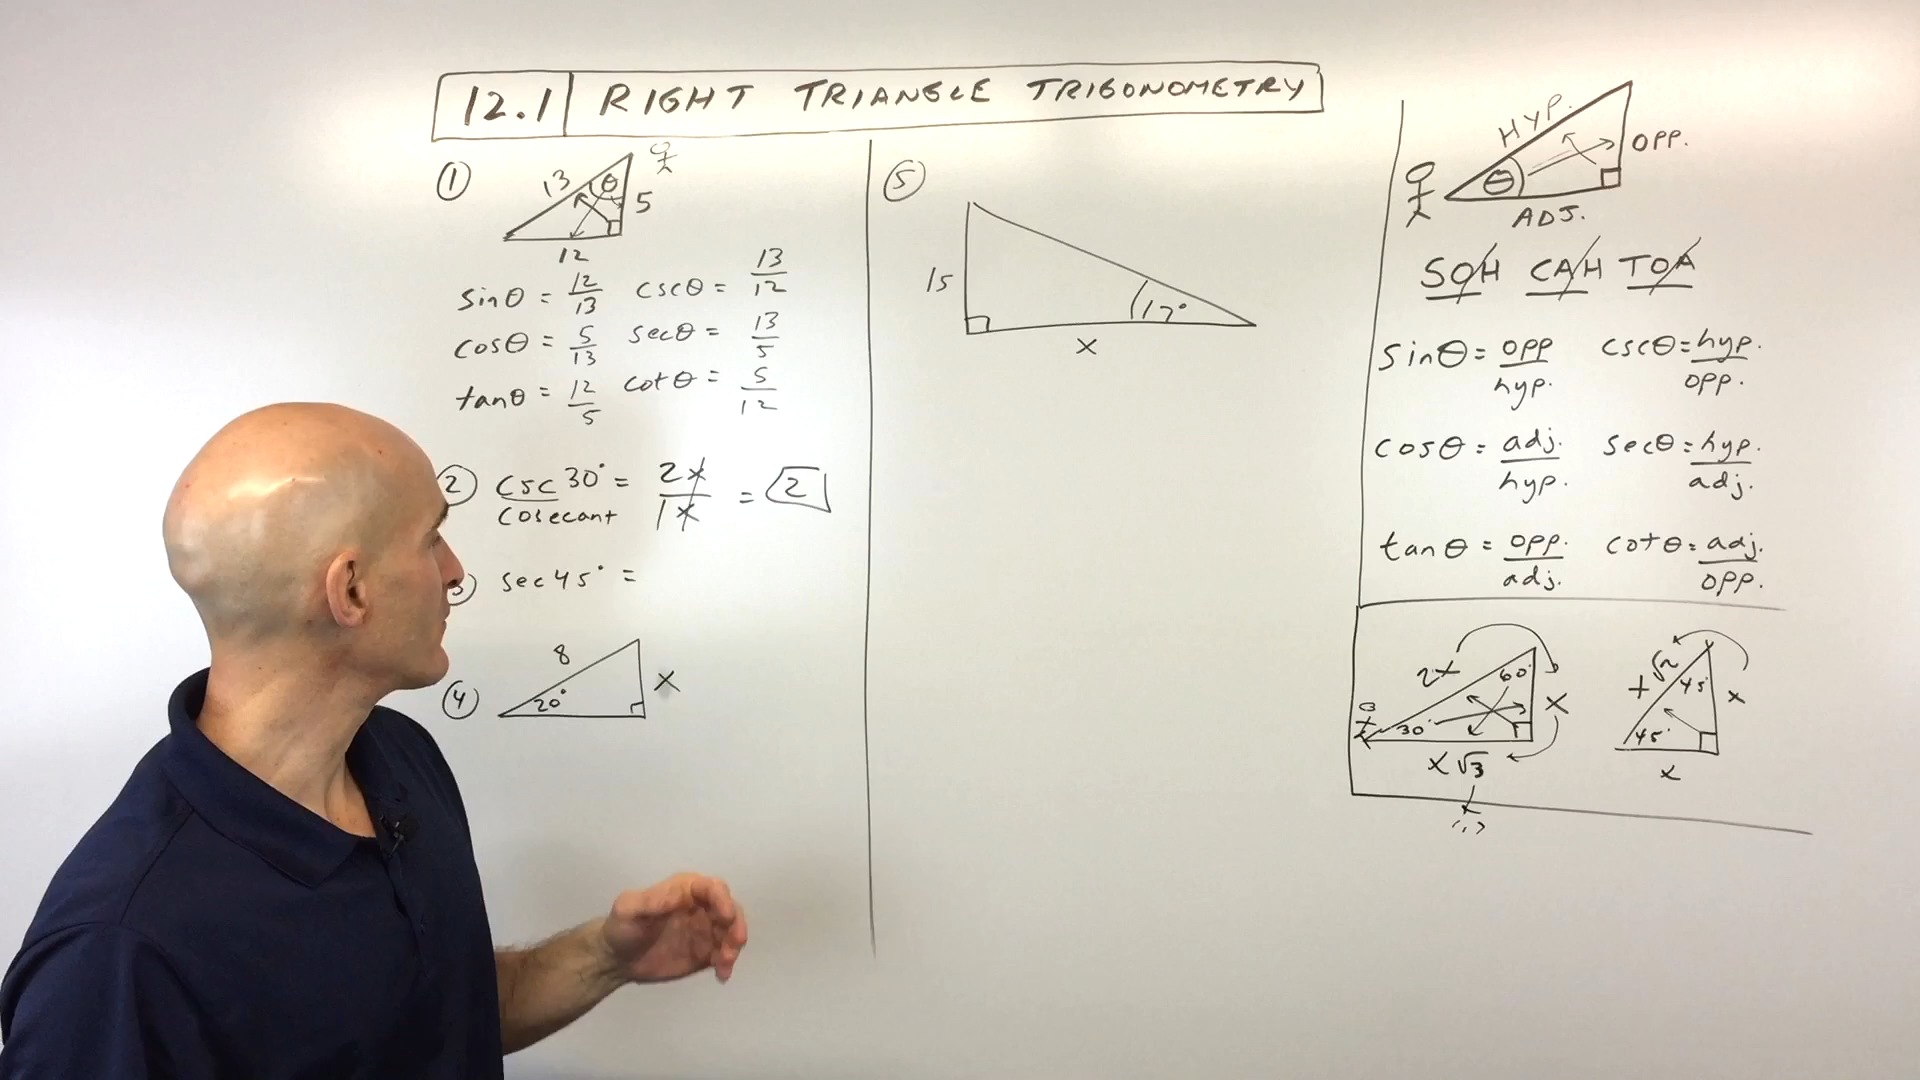 12.1 RIGHT TRIANGLE TRIGONOMETRY
① 13 θ 5
12
sinθ = 12/13 cscθ = 13/12
cosθ = 5/13 secθ = 13/5
tanθ = 12/5 cotθ = 5/12
② csc 30° = 2x/1x = 2
cosecant
③ sec 45° =
④ 8 20° x
⑤ 15 17° x
HYP. OPP. θ ADJ.
SOH CAH TOA
sinθ = opp/hyp. cscθ = hyp./opp.
cosθ = adj./hyp. secθ = hyp./adj.
tanθ = opp./adj. cotθ = adj./opp.
2x 60° x
30°
x√3
x√2 45° x
45°
x